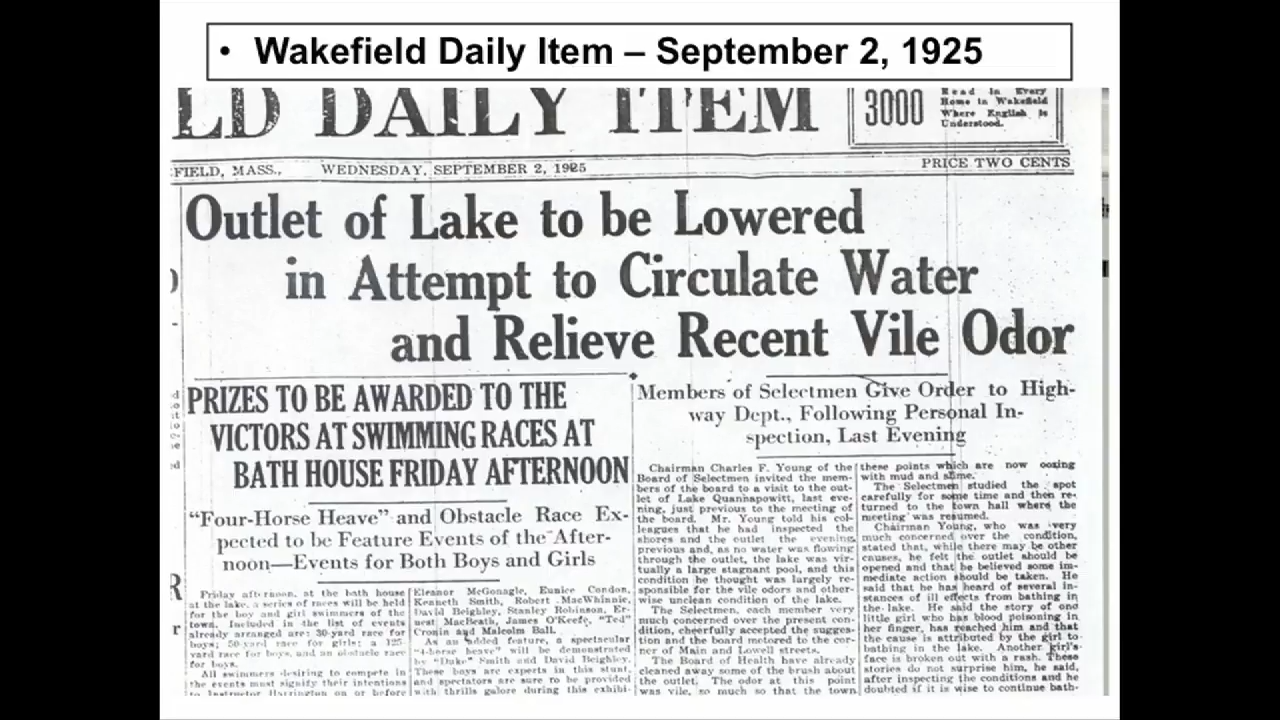 • Wakefield Daily Item – September 2, 1925
LD DAILY ITEM
3000
Read in Every
Home in Wakefield
Where English is
Understood.
FIELD, MASS., WEDNESDAY, SEPTEMBER 2, 1925
PRICE TWO CENTS
Outlet of Lake to be Lowered
in Attempt to Circulate Water
and Relieve Recent Vile Odor
PRIZES TO BE AWARDED TO THE
VICTORS AT SWIMMING RACES AT
BATH HOUSE FRIDAY AFTERNOON
"Four-Horse Heave" and Obstacle Race Ex-
pected to be Feature Events of the After-
noon—Events for Both Boys and Girls
Friday afternoon, at the bath house
at the lake, a series of races will be held
for the boy and girl swimmers of the
town. Included in the list of events
already arranged are: 30-yard race for
boys; 50-yard race for girls; a 125-
yard race for boys, and an obstacle race
for boys.
All swimmers desiring to compete in
the events must signify their intentions
to Instructor Harrington on or before
Eleanor McGonagle, Eunice Condon,
Kenneth Smith, Robert MacWhinnie,
David Beighley, Stanley Robinson, Er-
nest MacBeath, James O'Keefe, "Ted"
Cronin and Malcolm Ball.
As an added feature, a spectacular
"4-horse heave" will be demonstrated
by "Duke" Smith and David Beighley.
These boys are experts in this stunt,
and spectators are sure to be provided
with thrills galore during this exhibi-
Members of Selectmen Give Order to High-
way Dept., Following Personal In-
spection, Last Evening
Chairman Charles F. Young of the
Board of Selectmen invited the mem-
bers of the board to a visit to the out-
let of Lake Quannapowitt, last eve-
ning, just previous to the meeting of
the board. Mr. Young told his col-
leagues that he had inspected the
shores and the outlet the evening
previous and, as no water was flowing
through the outlet, the lake was vir-
tually a large stagnant pool, and this
condition he thought was largely re-
sponsible for the vile odors and other-
wise unclean condition of the lake.
The Selectmen, each member very
much concerned over the present con-
dition, cheerfully accepted the sugges-
tion and the board motored to the cor-
ner of Main and Lowell streets.
The Board of Health have already
cleaned away some of the brush about
the outlet. The odor at this point
was vile, so much so that the town
these points which are now oozing
with mud and slime.
The Selectmen studied the spot
carefully for some time and then re-
turned to the town hall where the
meeting was resumed.
Chairman Young, who was very
much concerned over the condition,
stated that, while there may be other
causes, he felt the outlet should be
opened and that he believed some im-
mediate action should be taken. He
said that he has heard of several in-
stances of ill effects from bathing in
the lake. He said the story of one
little girl who has blood poisoning in
her finger, has reached him and that
the cause is attributed by the girl to
bathing in the lake. Another girl's
face is broken out with a rash. These
stories do not surprise him, he said,
after inspecting the conditions and he
doubted if it is wise to continue bath-